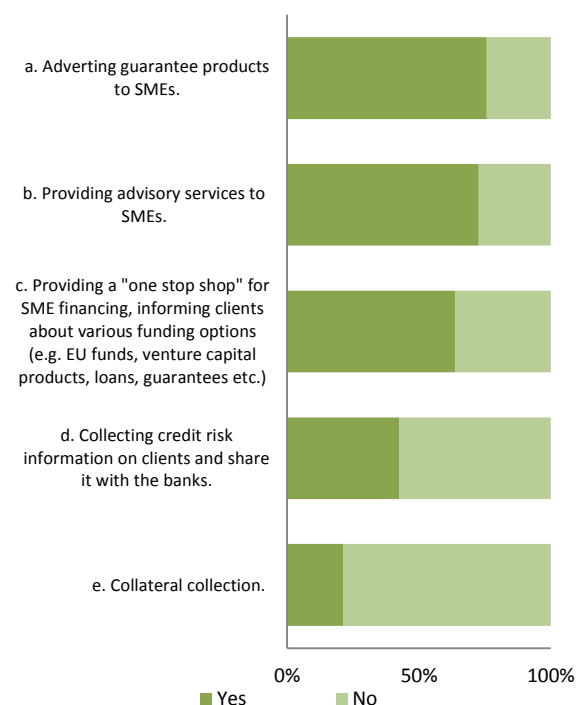 a. Adverting guarantee products
to SMEs.
b. Providing advisory services to
SMEs.
c. Providing a "one stop shop" for
SME financing, informing clients
about various funding options
(e.g. EU funds, venture capital
products, loans, guarantees etc.)
d. Collecting credit risk
information on clients and share
it with the banks.
e. Collateral collection.
0% 50% 100%
Yes No